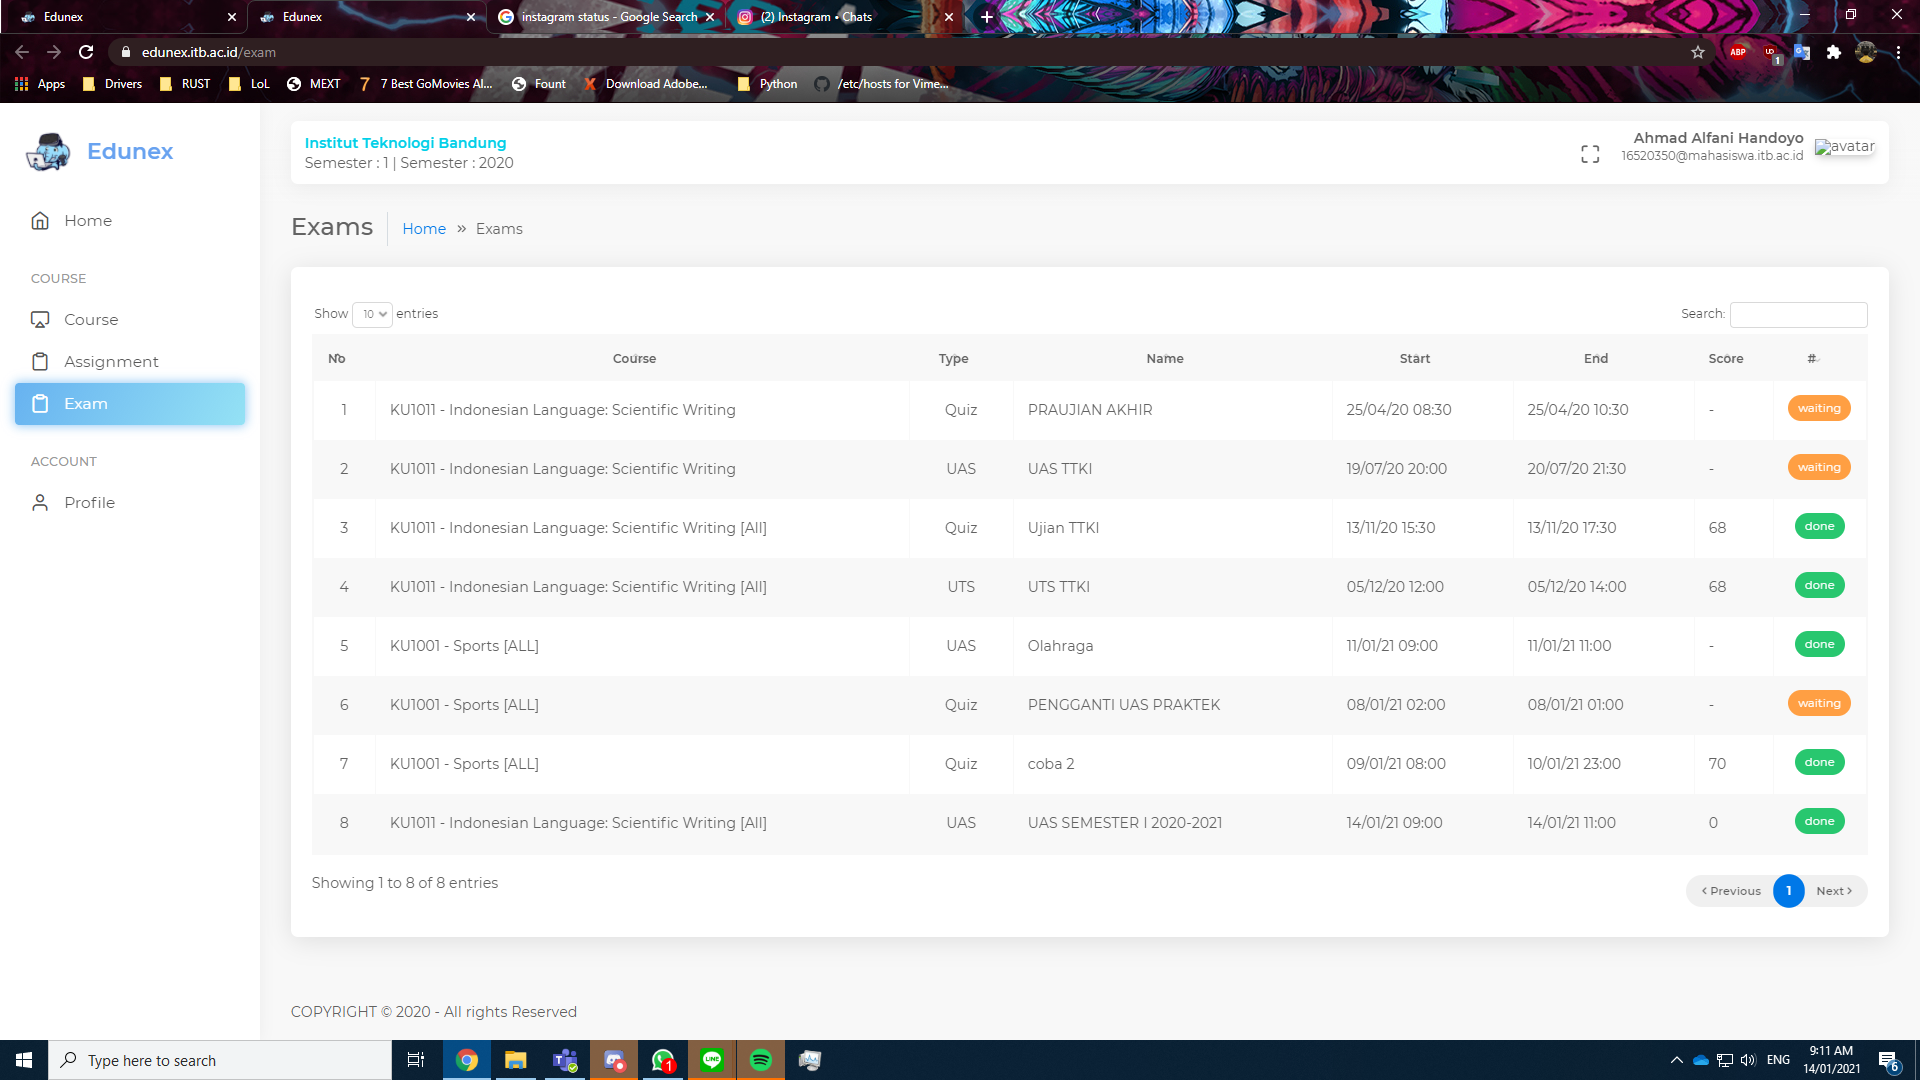 Edunex
Edunex
instagram status - Google Search
(2) Instagram • Chats
edunex.itb.ac.id/exam
ABP
1
Apps
Drivers
RUST
LoL
MEXT
7 Best GoMovies Al...
Fount
Download Adobe...
Python
/etc/hosts for Vime...
Edunex
Institut Teknologi Bandung
Semester : 1 | Semester : 2020
Ahmad Alfani Handoyo
16520350@mahasiswa.itb.ac.id
avatar
Home
COURSE
Course
Assignment
Exam
ACCOUNT
Profile
Exams
Home » Exams
Show 10 entries
Search:
No Course Type Name Start End Score #
1 KU1011 - Indonesian Language: Scientific Writing Quiz PRAUJIAN AKHIR 25/04/20 08:30 25/04/20 10:30 - waiting
2 KU1011 - Indonesian Language: Scientific Writing UAS UAS TTKI 19/07/20 20:00 20/07/20 21:30 - waiting
3 KU1011 - Indonesian Language: Scientific Writing [All] Quiz Ujian TTKI 13/11/20 15:30 13/11/20 17:30 68 done
4 KU1011 - Indonesian Language: Scientific Writing [All] UTS UTS TTKI 05/12/20 12:00 05/12/20 14:00 68 done
5 KU1001 - Sports [ALL] UAS Olahraga 11/01/21 09:00 11/01/21 11:00 - done
6 KU1001 - Sports [ALL] Quiz PENGGANTI UAS PRAKTEK 08/01/21 02:00 08/01/21 01:00 - waiting
7 KU1001 - Sports [ALL] Quiz coba 2 09/01/21 08:00 10/01/21 23:00 70 done
8 KU1011 - Indonesian Language: Scientific Writing [All] UAS UAS SEMESTER I 2020-2021 14/01/21 09:00 14/01/21 11:00 0 done
Showing 1 to 8 of 8 entries
‹ Previous 1 Next ›
COPYRIGHT © 2020 - All rights Reserved
Type here to search
1
LINE
ENG
9:11 AM
14/01/2021
6